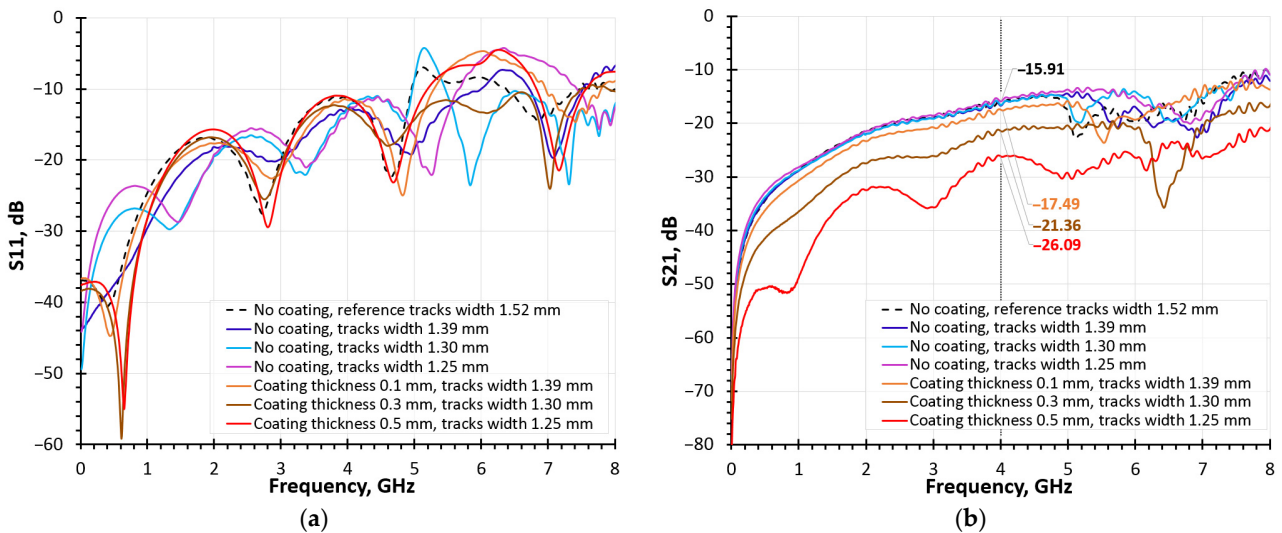 0
−10
−20
−30
−40
−50
−60
S11, dB
0 1 2 3 4 5 6 7 8
Frequency, GHz
No coating, reference tracks width 1.52 mm
No coating, tracks width 1.39 mm
No coating, tracks width 1.30 mm
No coating, tracks width 1.25 mm
Coating thickness 0.1 mm, tracks width 1.39 mm
Coating thickness 0.3 mm, tracks width 1.30 mm
Coating thickness 0.5 mm, tracks width 1.25 mm
(a)
0
−10
−20
−30
−40
−50
−60
−70
−80
S21, dB
−15.91
−17.49
−21.36
−26.09
No coating, reference tracks width 1.52 mm
No coating, tracks width 1.39 mm
No coating, tracks width 1.30 mm
No coating, tracks width 1.25 mm
Coating thickness 0.1 mm, tracks width 1.39 mm
Coating thickness 0.3 mm, tracks width 1.30 mm
Coating thickness 0.5 mm, tracks width 1.25 mm
0 1 2 3 4 5 6 7 8
Frequency, GHz
(b)